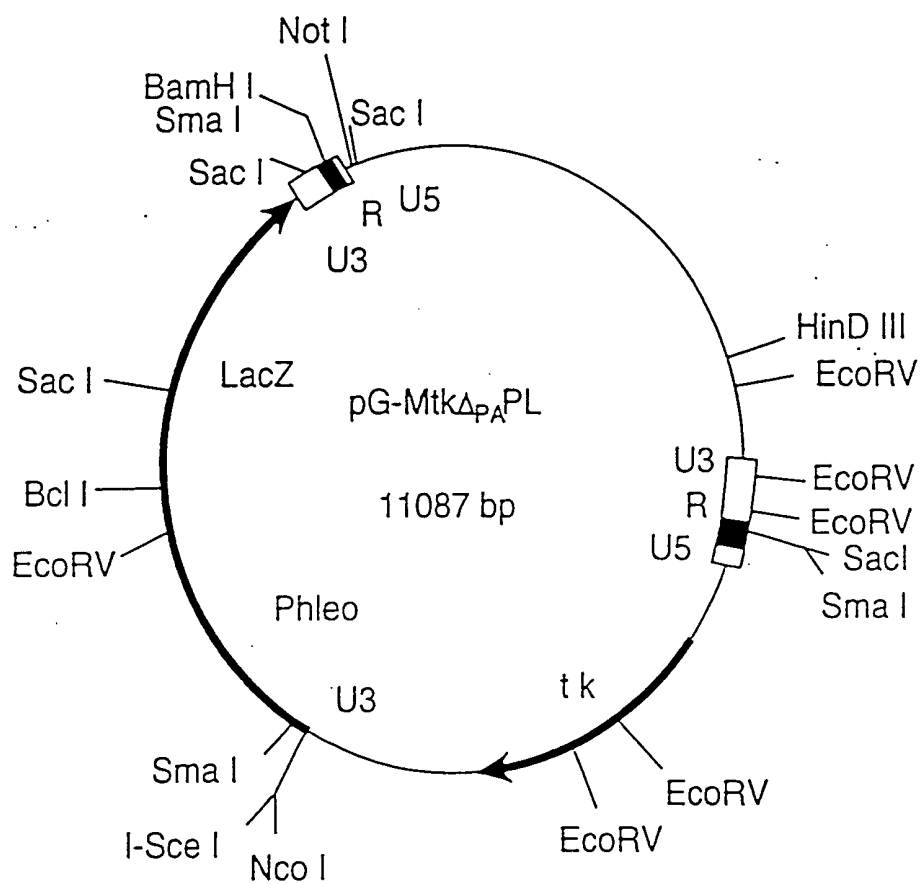 Not I
BamH I
Sma I
Sac I
Sac I
R
U5
U3
HinD III
EcoRV
Sac I
LacZ
pG-MtkΔPAPL
U3
EcoRV
Bcl I
11087 bp
R
EcoRV
U5
SacI
EcoRV
Sma I
Phleo
U3
t k
Sma I
EcoRV
I-Sce I
Nco I
EcoRV